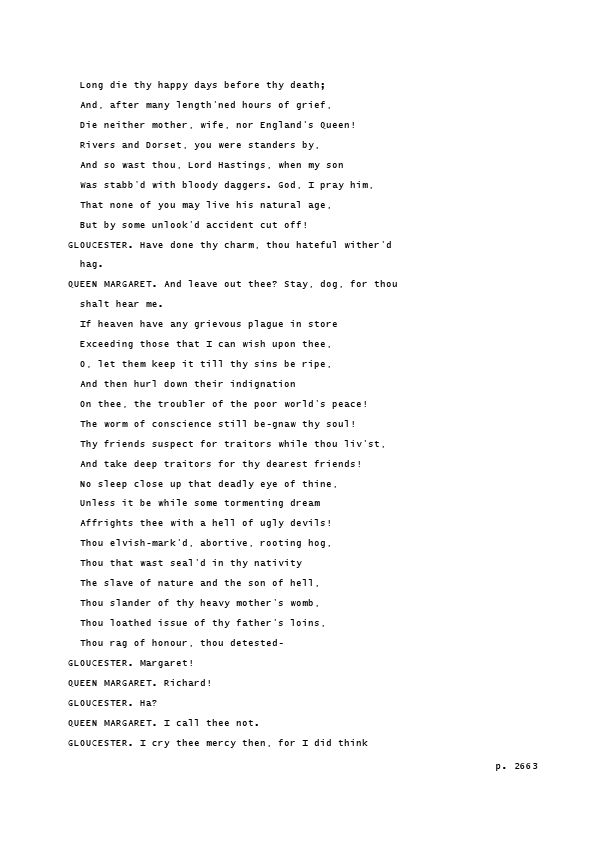 Long die thy happy days before thy death;
And, after many length'ned hours of grief,
Die neither mother, wife, nor England's Queen!
Rivers and Dorset, you were standers by,
And so wast thou, Lord Hastings, when my son
Was stabb'd with bloody daggers. God, I pray him,
That none of you may live his natural age,
But by some unlook'd accident cut off!
GLOUCESTER. Have done thy charm, thou hateful wither'd
hag.
QUEEN MARGARET. And leave out thee? Stay, dog, for thou
shalt hear me.
If heaven have any grievous plague in store
Exceeding those that I can wish upon thee,
O, let them keep it till thy sins be ripe,
And then hurl down their indignation
On thee, the troubler of the poor world's peace!
The worm of conscience still be-gnaw thy soul!
Thy friends suspect for traitors while thou liv'st,
And take deep traitors for thy dearest friends!
No sleep close up that deadly eye of thine,
Unless it be while some tormenting dream
Affrights thee with a hell of ugly devils!
Thou elvish-mark'd, abortive, rooting hog,
Thou that wast seal'd in thy nativity
The slave of nature and the son of hell,
Thou slander of thy heavy mother's womb,
Thou loathed issue of thy father's loins,
Thou rag of honour, thou detested-
GLOUCESTER. Margaret!
QUEEN MARGARET. Richard!
GLOUCESTER. Ha?
QUEEN MARGARET. I call thee not.
GLOUCESTER. I cry thee mercy then, for I did think
p. 2663